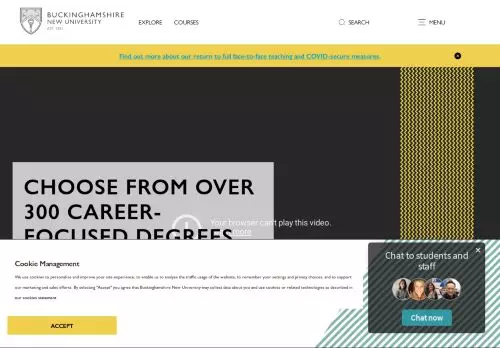 BUCKINGHAMSHIRE
NEW UNIVERSITY
EST. 1891
EXPLORE COURSES SEARCH MENU
Find out more about our return to full face-to-face teaching and COVID-secure measures.
CHOOSE FROM OVER
300 CAREER-
FOCUSED DEGREES
Your browser can't play this video.
more
Cookie Management
We use cookies to personalise and improve your site experience, to enable us to analyse the traffic usage of the website, to remember your settings and privacy choices, and to support
our marketing and sales efforts. By selecting "Accept" you agree that Buckinghamshire New University may collect data about you and use cookies or related technologies as described in
our cookies statement
ACCEPT
Chat to students and
staff
Chat now